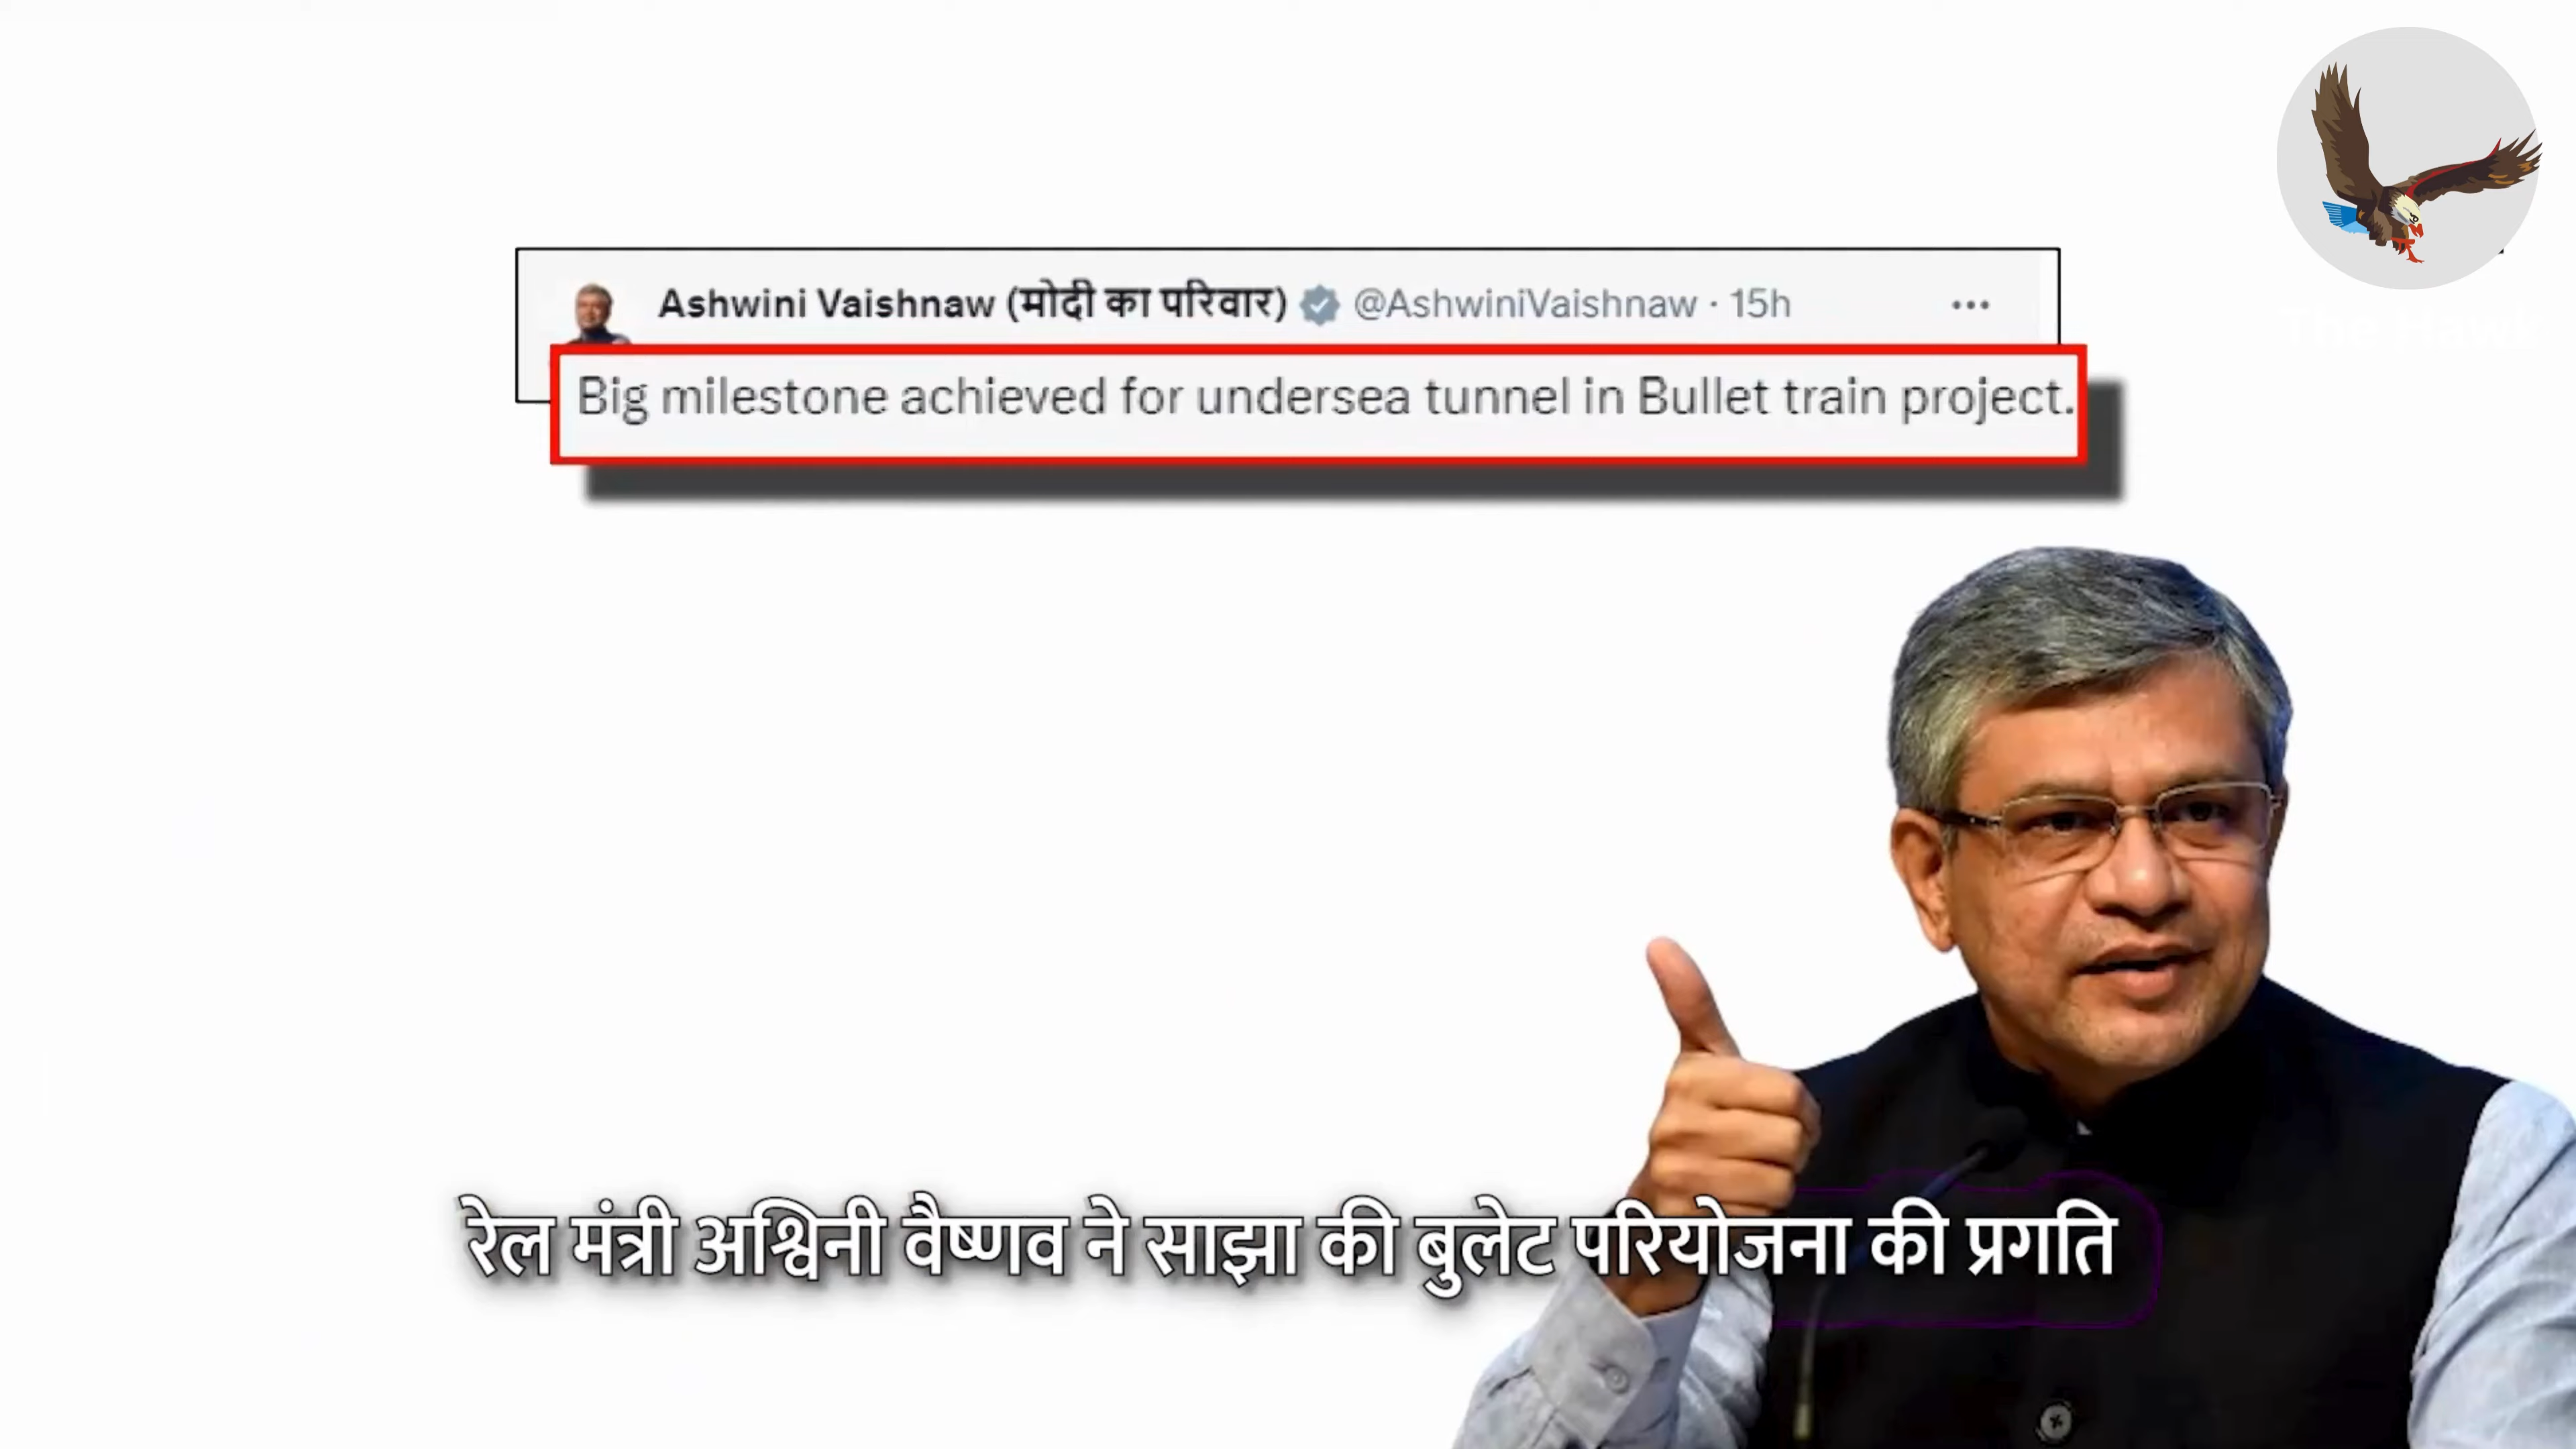 Ashwini Vaishnaw (मोदी का परिवार) @AshwiniVaishnaw · 15h
Big milestone achieved for undersea tunnel in Bullet train project.
रेल मंत्री अश्विनी वैष्णव ने साझा की बुलेट परियोजना की प्रगति